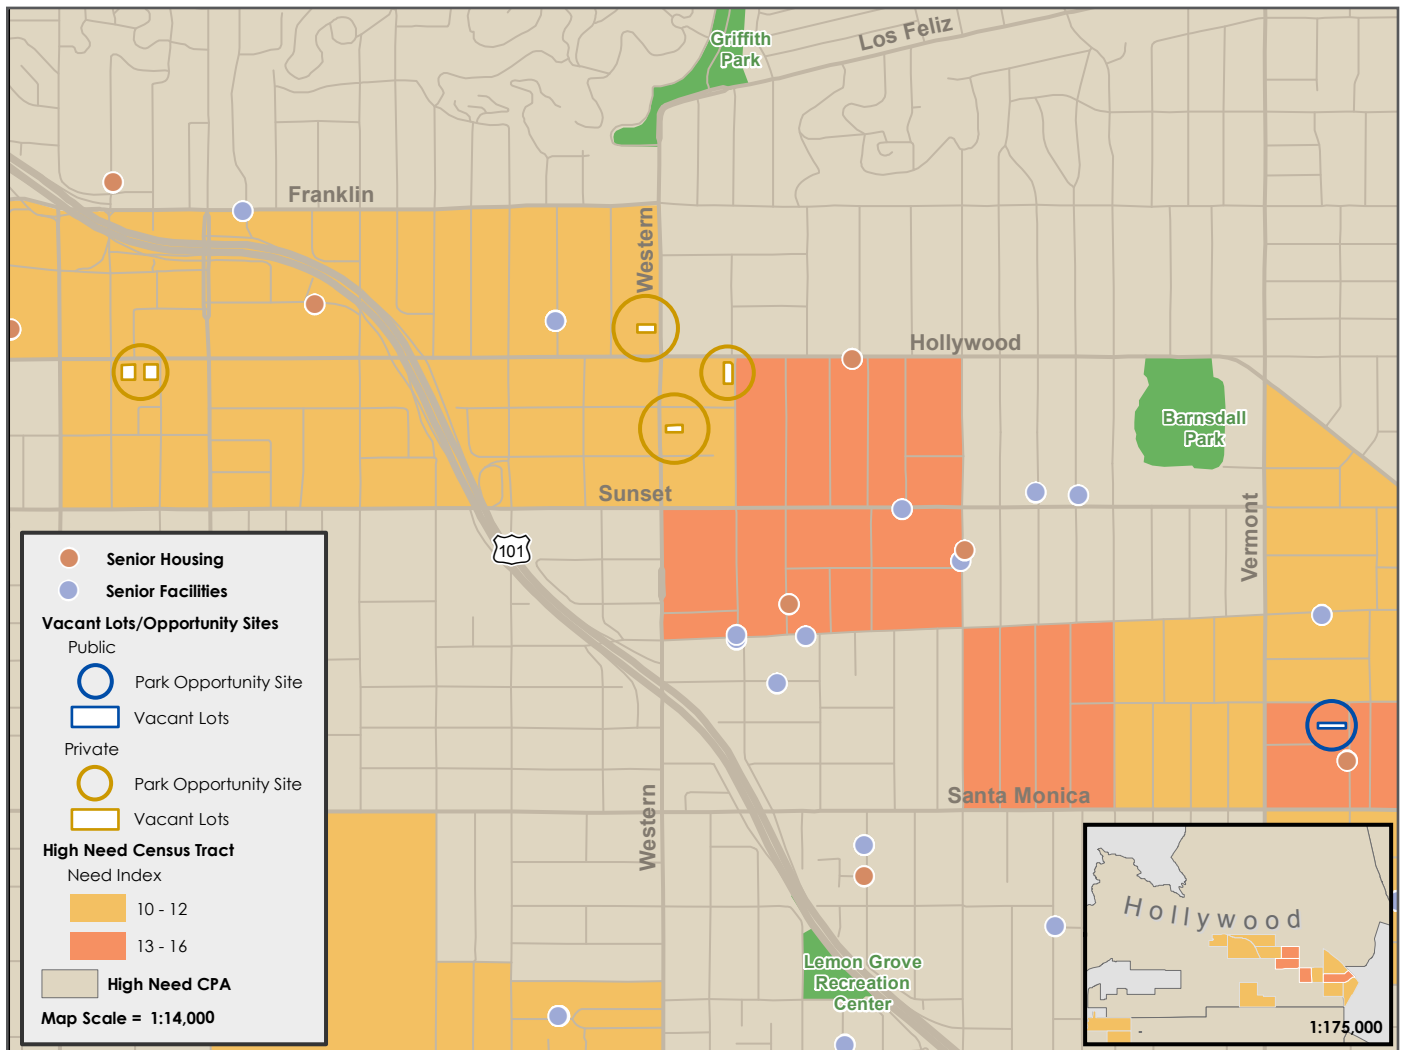 Griffith
Park
Los Feliz
Franklin
Western
Hollywood
Barnsdall
Park
Sunset
Vermont
101
Santa Monica
Western
Lemon Grove
Recreation
Center
Senior Housing
Senior Facilities
Vacant Lots/Opportunity Sites
Public
Park Opportunity Site
Vacant Lots
Private
Park Opportunity Site
Vacant Lots
High Need Census Tract
Need Index
10 - 12
13 - 16
High Need CPA
Map Scale = 1:14,000
Hollywood
1:175,000